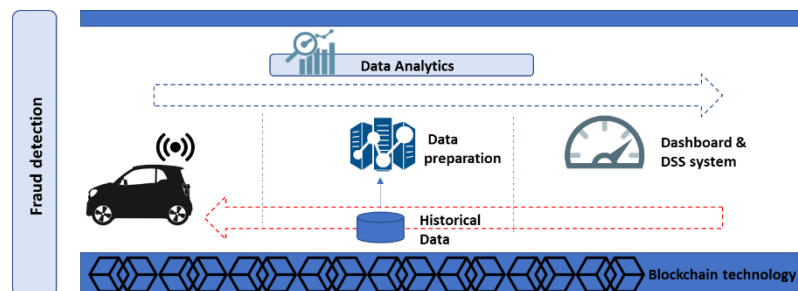 Fraud detection
Data Analytics
Data
preparation
Dashboard &
DSS system
Historical
Data
Blockchain technology